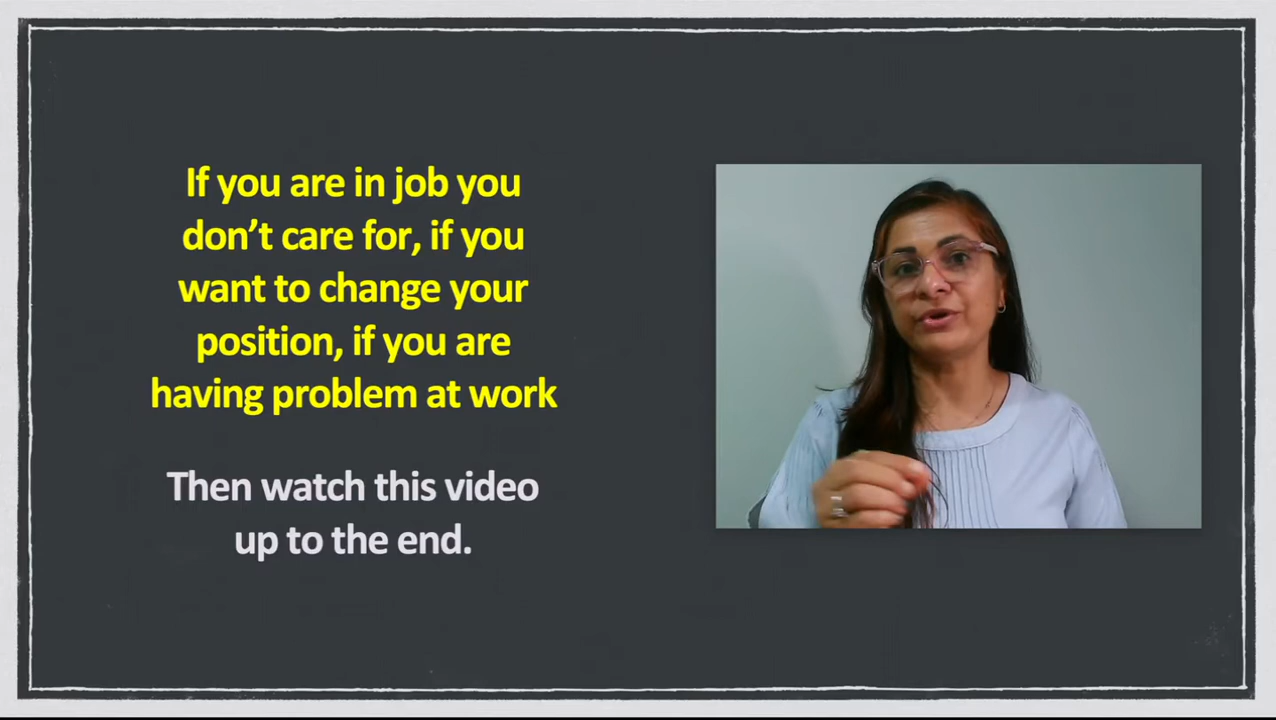 If you are in job you
don’t care for, if you
want to change your
position, if you are
having problem at work
Then watch this video
up to the end.